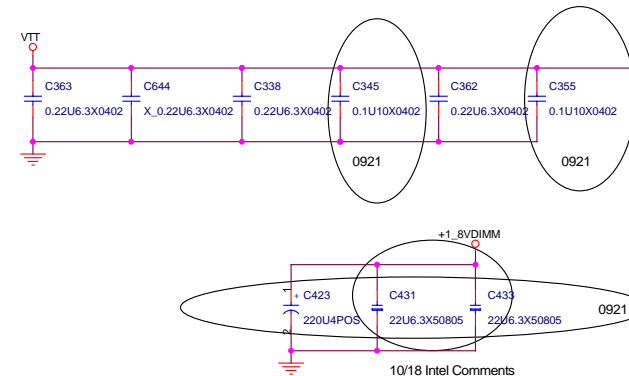 VTT
C363 C644 C338 C345 C362 C355
0.22U6.3X0402 X_0.22U6.3X0402 0.22U6.3X0402 0.1U10X0402 0.22U6.3X0402 0.1U10X0402
0921 0921
+1_8VDIMM
1 + C423 C431 C433
0921
2 220U4POS 22U6.3X50805 22U6.3X50805
10/18 Intel Comments